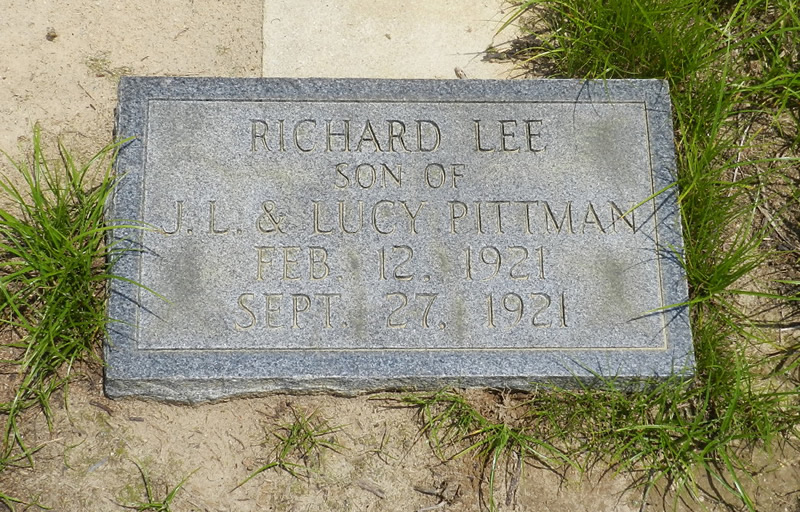 RICHARD LEE
SON OF
J. L. & LUCY PITTMAN
FEB. 12, 1921
SEPT. 27, 1921